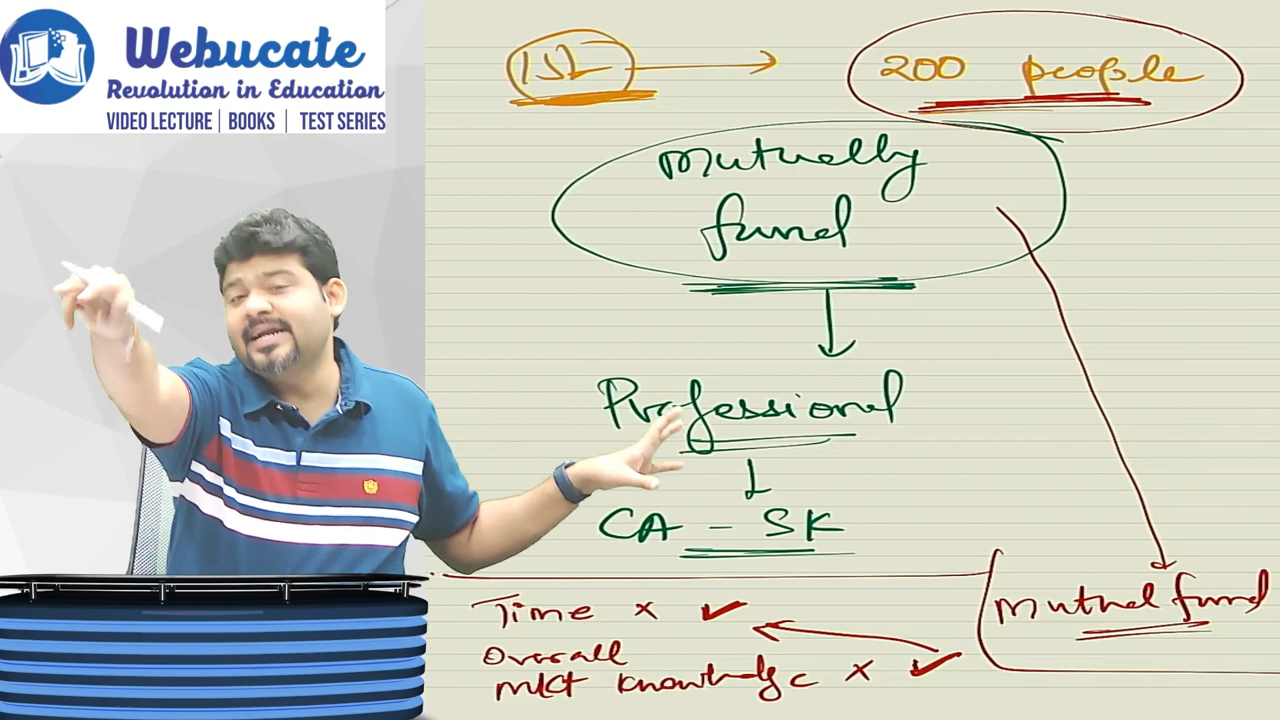 Webucate
Revolution in Education
VIDEO LECTURE | BOOKS | TEST SERIES
200 people
Mutually
fund
Professional
CA - SK
Time × ✓
Overall
mkt knowledge × ✓
Mutual fund